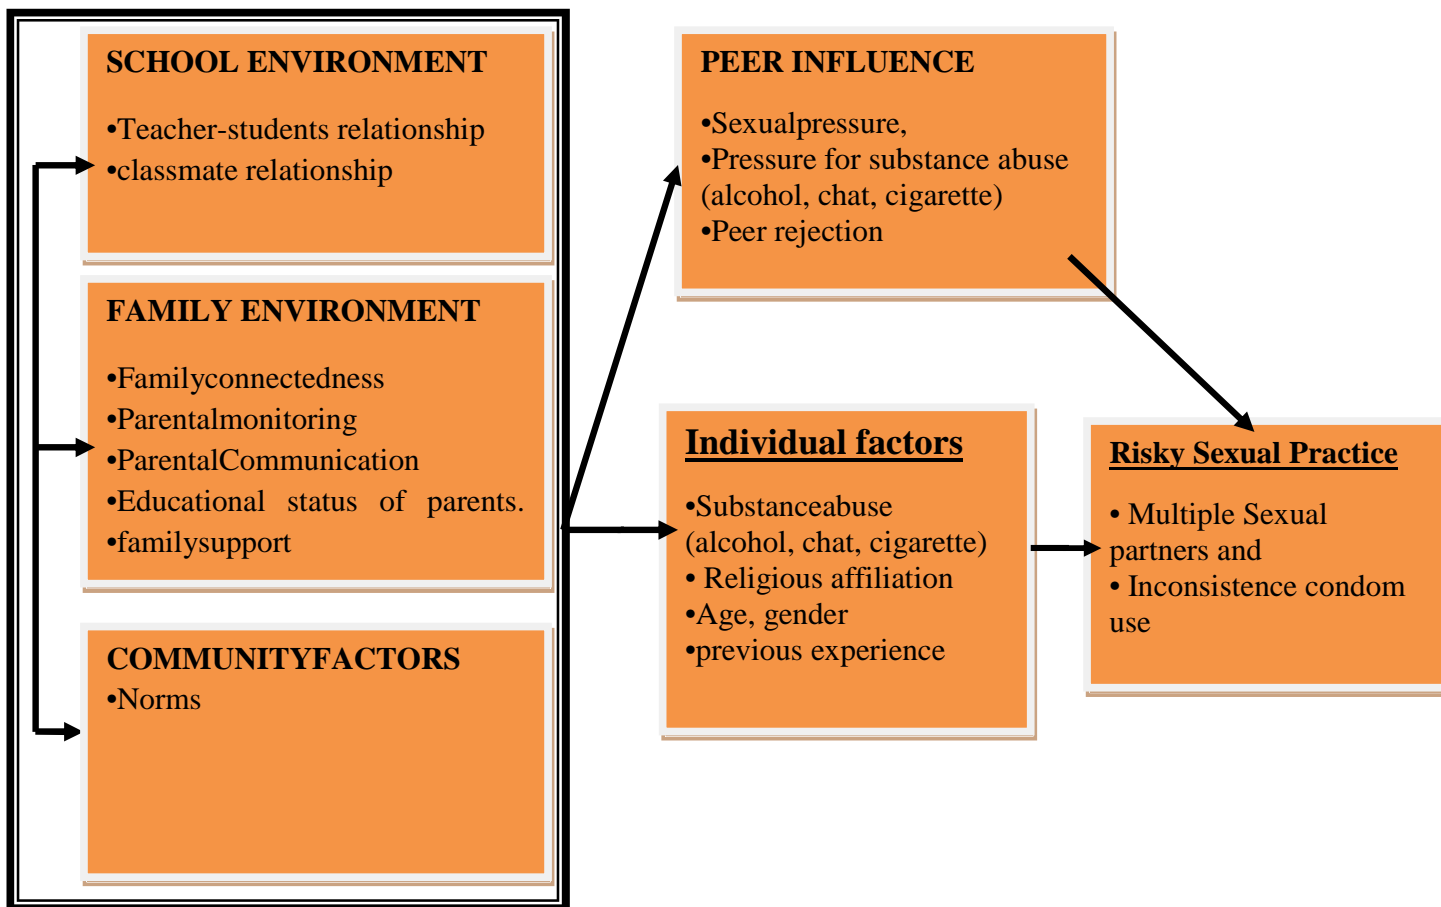 SCHOOL ENVIRONMENT
•Teacher-students relationship
•classmate relationship
FAMILY ENVIRONMENT
•Familyconnectedness
•Parentalmonitoring
•ParentalCommunication
•Educational status of parents.
•familysupport
COMMUNITYFACTORS
•Norms
PEER INFLUENCE
•Sexualpressure,
•Pressure for substance abuse
(alcohol, chat, cigarette)
•Peer rejection
Individual factors
•Substanceabuse
(alcohol, chat, cigarette)
• Religious affiliation
•Age, gender
•previous experience
Risky Sexual Practice
• Multiple Sexual
partners and
• Inconsistence condom
use